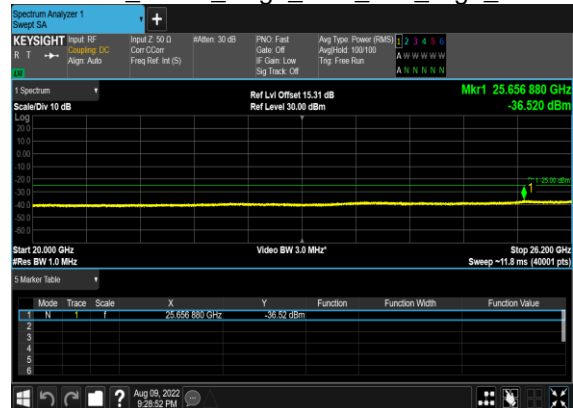 Spectrum Analyzer 1
Swept SA
+
KEYSIGHT Input: RF Input Z: 50 Ω #Atten: 30 dB PNO: Fast Avg Type: Power (RMS) 1 2 3 4 5 6
R T Coupling: DC Corr CCorr Gate: Off Avg|Hold: 100/100 A W W W W W
Align: Auto Freq Ref: Int (S) IF Gain: Low Trig: Free Run
Sig Track: Off A N N N N N
1 Spectrum Ref Lvl Offset 15.31 dB Mkr1 25.656 880 GHz
Scale/Div 10 dB Ref Level 30.00 dBm -36.520 dBm
Log
20.0
10.0
0.00
-10.0
-20.0
-30.0
-40.0
-50.0
-60.0
1
Start 20.000 GHz Video BW 3.0 MHz* Stop 26.200 GHz
#Res BW 1.0 MHz Sweep ~11.8 ms (40001 pts)
5 Marker Table
Mode Trace Scale X Y Function Function Width Function Value
1 N 1 f 25.656 880 GHz -36.52 dBm
2
3
4
5
6
? Aug 09, 2022
9:28:52 PM